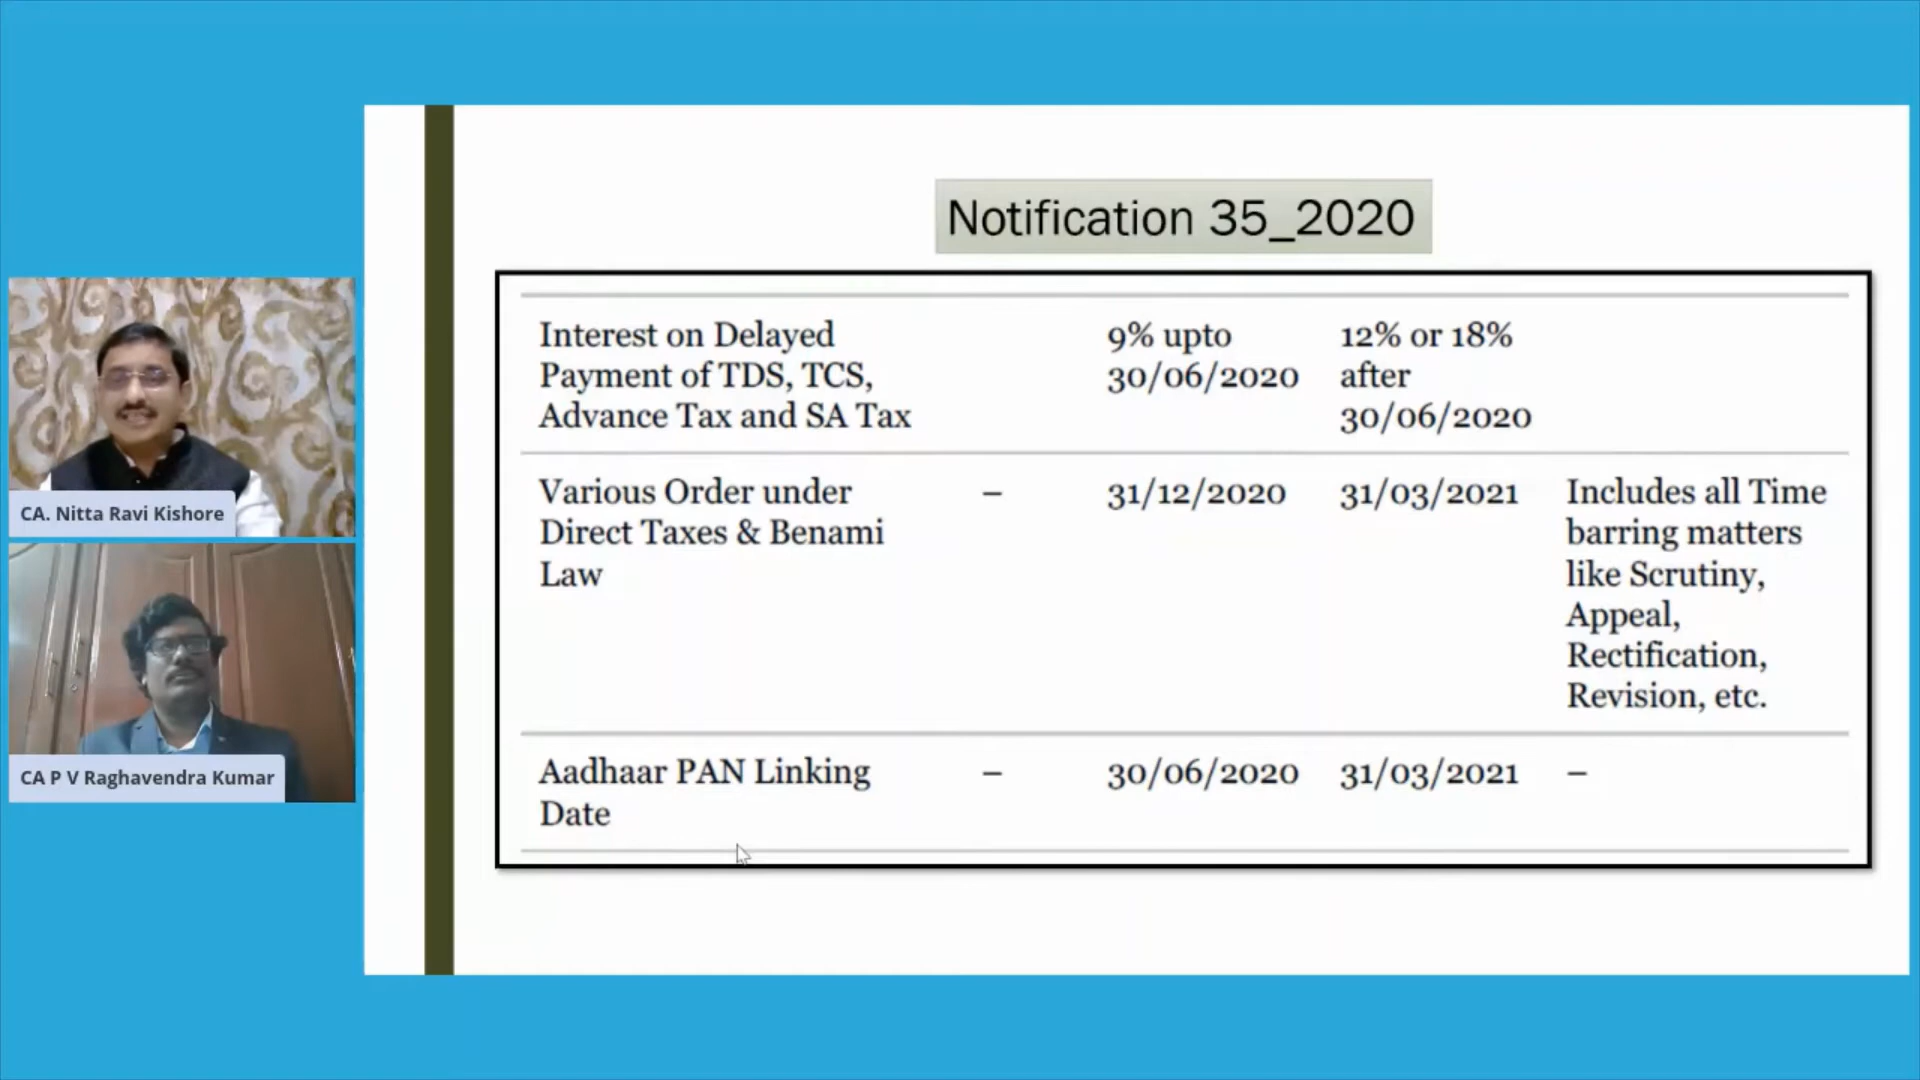 Notification 35_2020
Interest on Delayed
Payment of TDS, TCS,
Advance Tax and SA Tax
9% upto
30/06/2020
12% or 18%
after
30/06/2020
Various Order under
Direct Taxes & Benami
Law
–
31/12/2020
31/03/2021
Includes all Time
barring matters
like Scrutiny,
Appeal,
Rectification,
Revision, etc.
Aadhaar PAN Linking
Date
–
30/06/2020
31/03/2021
–
CA. Nitta Ravi Kishore
CA P V Raghavendra Kumar